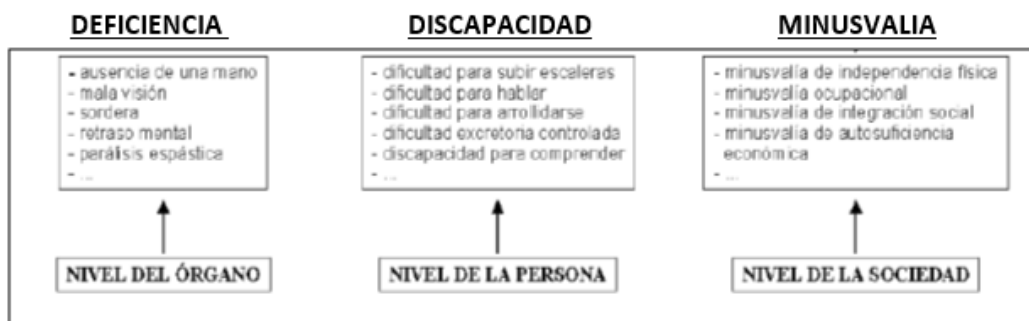 DEFICIENCIA
- ausencia de una mano
- mala visión
- sordera
- retraso mental
- parálisis espástica
- ...
NIVEL DEL ÓRGANO
DISCAPACIDAD
- dificultad para subir escaleras
- dificultad para hablar
- dificultad para arrollidarse
- dificultad excretoria controlada
- discapacidad para comprender
- ...
NIVEL DE LA PERSONA
MINUSVALIA
- minusvalía de independencia física
- minusvalía ocupacional
- minusvalía de integración social
- minusvalía de autosuficiencia
económica
- ...
NIVEL DE LA SOCIEDAD